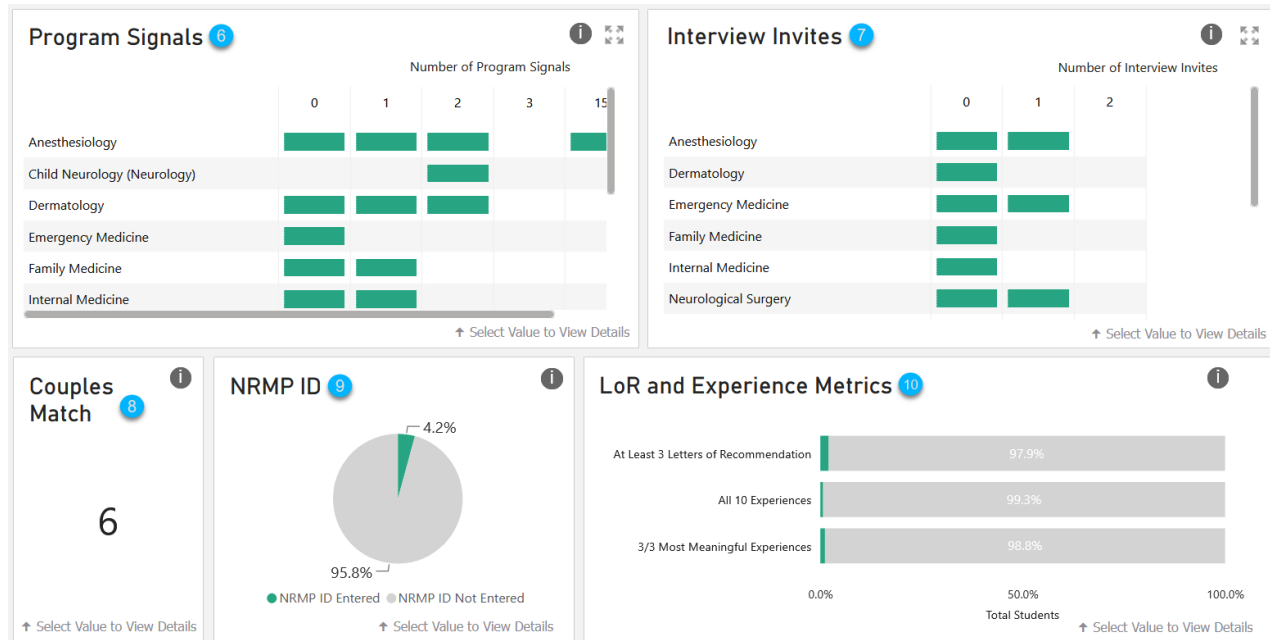 Program Signals 6
i
Number of Program Signals
0 1 2 3 15
Anesthesiology
Child Neurology (Neurology)
Dermatology
Emergency Medicine
Family Medicine
Internal Medicine
↑ Select Value to View Details
Interview Invites 7
i
Number of Interview Invites
0 1 2
Anesthesiology
Dermatology
Emergency Medicine
Family Medicine
Internal Medicine
Neurological Surgery
↑ Select Value to View Details
Couples
Match 8
i
6
↑ Select Value to View Details
NRMP ID 9
i
4.2%
95.8%
NRMP ID Entered NRMP ID Not Entered
↑ Select Value to View Details
LoR and Experience Metrics 10
i
At Least 3 Letters of Recommendation 97.9%
All 10 Experiences 99.3%
3/3 Most Meaningful Experiences 98.8%
0.0% 50.0% 100.0%
Total Students
↑ Select Value to View Details